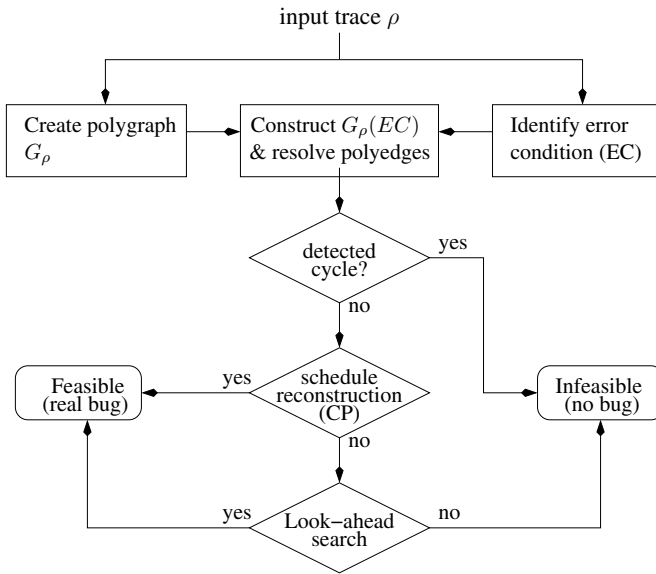 input trace ρ
Create polygraph
G_ρ
Construct G_ρ(EC)
& resolve polyedges
Identify error
condition (EC)
detected
cycle?
yes
no
Feasible
(real bug)
yes
schedule
reconstruction
(CP)
Infeasible
(no bug)
no
yes
Look−ahead
search
no